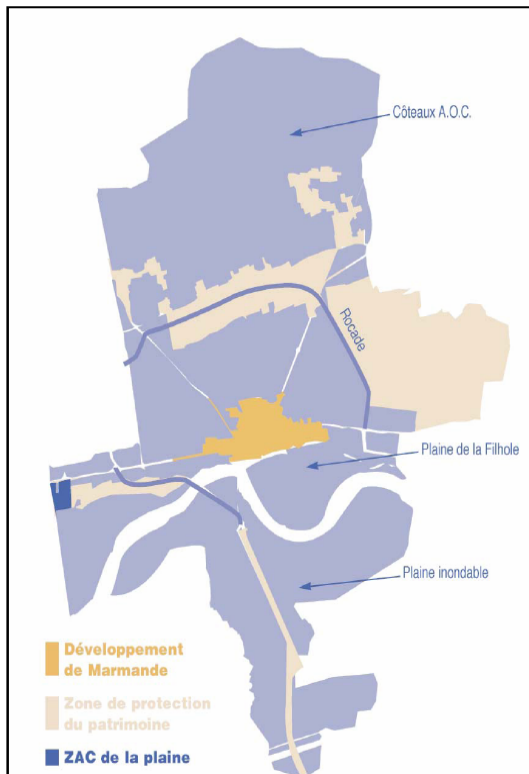 Côteaux A.O.C.
Rocade
Plaine de la Filhole
Plaine inondable
Développement
de Marmande
Zone de protection
du patrimoine
ZAC de la plaine